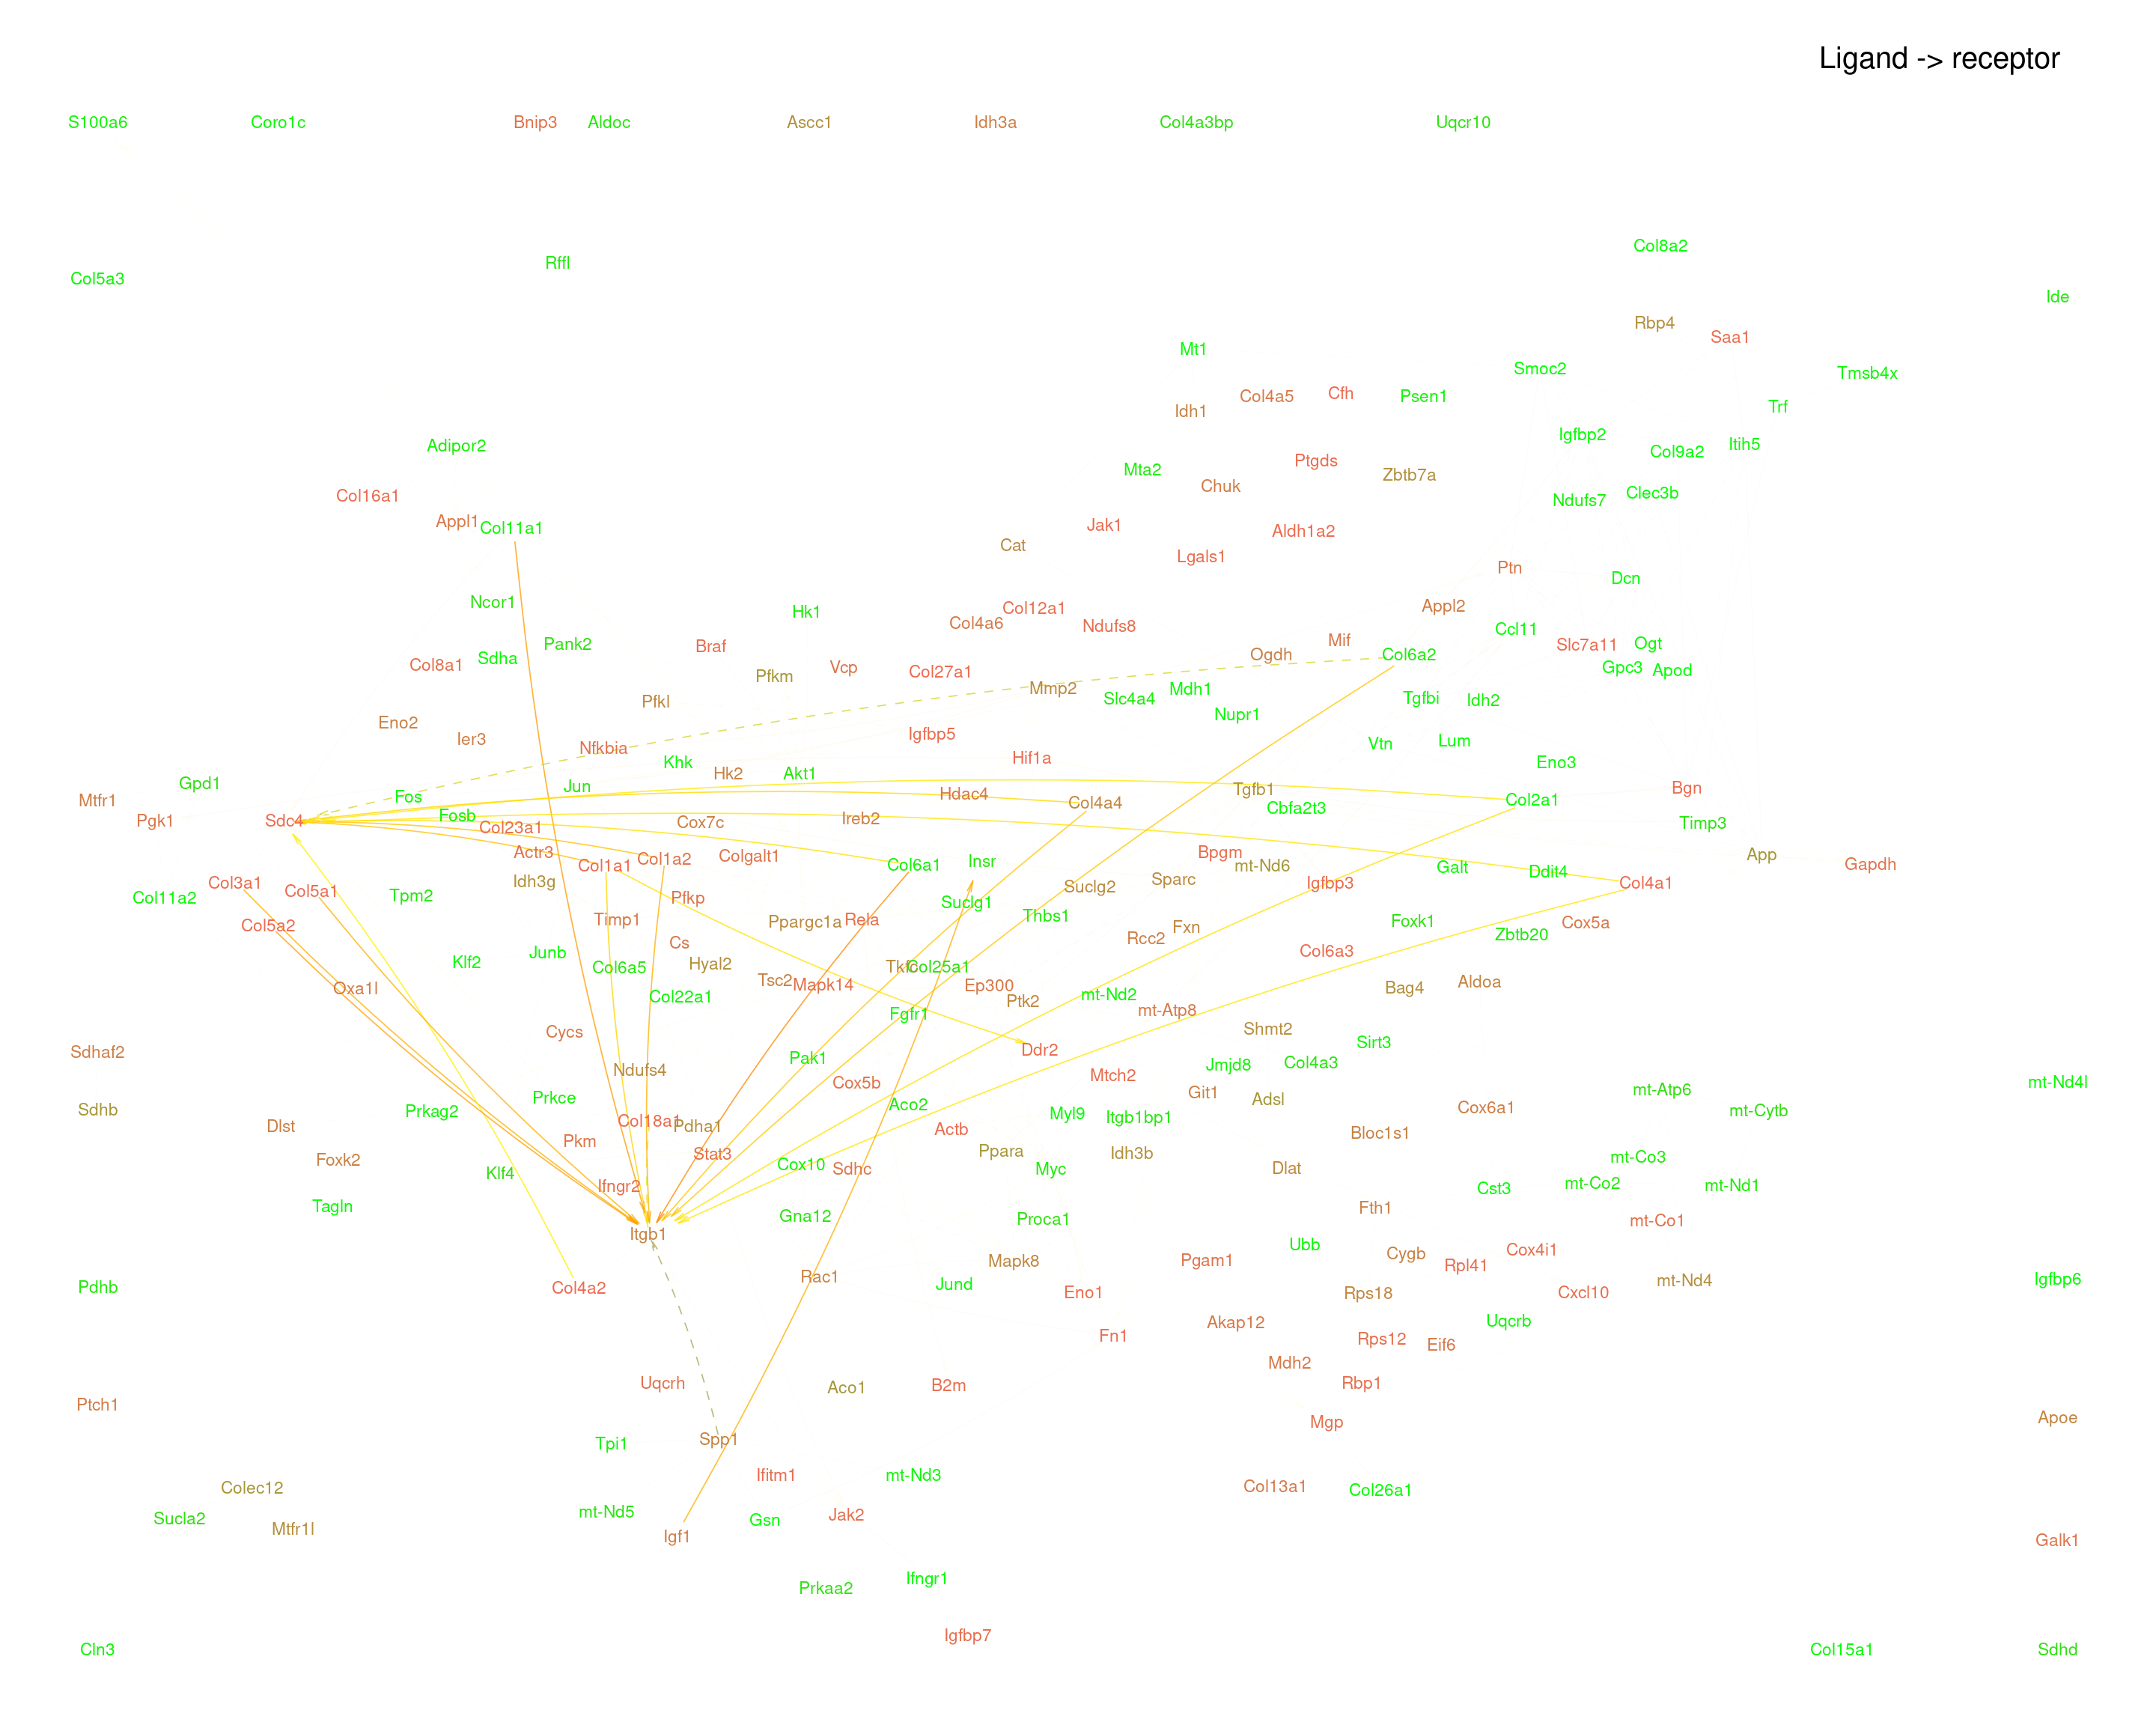 Ligand -> receptor
S100a6 Coro1c Bnip3 Aldoc Ascc1 Idh3a Col4a3bp Uqcr10
Col8a2
Rffl
Col5a3
Ide
Rbp4
Saa1
Mt1
Smoc2
Tmsb4x
Cfh
Col4a5 Psen1
Trf
Idh1
Igfbp2
Adipor2 Itih5
Col9a2
Ptgds
Mta2 Zbtb7a
Chuk
Clec3b
Col16a1 Ndufs7
Appl1 Jak1
Col11a1 Aldh1a2
Cat
Lgals1
Ptn
Dcn
Ncor1 Appl2
Hk1 Col12a1
Col4a6 Ndufs8
Ccl11
Pank2 Braf Mif Slc7a11 Ogt
Sdha Ogdh Col6a2
Col8a1 Vcp Gpc3 Apod
Pfkm Col27a1
Mmp2 Mdh1
Pfkl Slc4a4 Tgfbi Idh2
Nupr1
Eno2
Ier3 Igfbp5 Vtn Lum
Nfkbia
Khk Hif1a Eno3
Hk2 Akt1
Gpd1 Jun Tgfb1 Bgn
Mtfr1 Fos Hdac4 Col4a4 Cbfa2t3 Col2a1
Pgk1 Sdc4 Fosb Col23a1 Cox7c Ireb2 Timp3
Actr3 Col1a1 Col1a2 Colgalt1 Col6a1 Insr Bpgm mt-Nd6 Galt Ddit4 App Gapdh
Col3a1 Col5a1 Idh3g Suclg2 Sparc Igfbp3 Col4a1
Col11a2 Tpm2 Pfkp Suclg1
Col5a2 Timp1 Ppargc1a Rela Thbs1 Fxn Foxk1 Cox5a
Cs Rcc2 Zbtb20
Junb Col6a3
Klf2 Col6a5 Hyal2 Col25a1
Oxa1l Col22a1 Tsc2 Mapk14 Ep300 Bag4 Aldoa
Ptk2 mt-Nd2
Fgfr1 mt-Atp8
Cycs Shmt2
Sdhaf2 Pak1 Ddr2 Sirt3
Ndufs4 Jmjd8 Col4a3
Cox5b Mtch2 mt-Nd4l
Prkce Git1 Adsl mt-Atp6
Sdhb Prkag2 Aco2 Myl9 Itgb1bp1 Cox6a1 mt-Cytb
Dlst Col18a1 Pdha1 Actb
Pkm Bloc1s1
Foxk2 Stat3 Ppara Idh3b mt-Co3
Klf4 Cox10 Sdhc Myc Dlat
Ifngr2 Cst3 mt-Co2 mt-Nd1
Tagln Gna12 Proca1 Fth1 mt-Co1
Itgb1 Ubb
Mapk8 Pgam1 Cygb Cox4i1
Rac1 Rpl41
Pdhb Col4a2 Jund Eno1 Rps18 Cxcl10 mt-Nd4 Igfbp6
Akap12 Uqcrb
Fn1 Rps12 Eif6
Mdh2
Uqcrh Aco1 B2m Rbp1
Ptch1 Mgp Apoe
Tpi1 Spp1
Ifitm1 mt-Nd3
Colec12 Col13a1 Col26a1
Sucla2 mt-Nd5 Gsn Jak2
Mtfr1l Igf1 Galk1
Prkaa2 Ifngr1
Igfbp7
Cln3 Col15a1 Sdhd